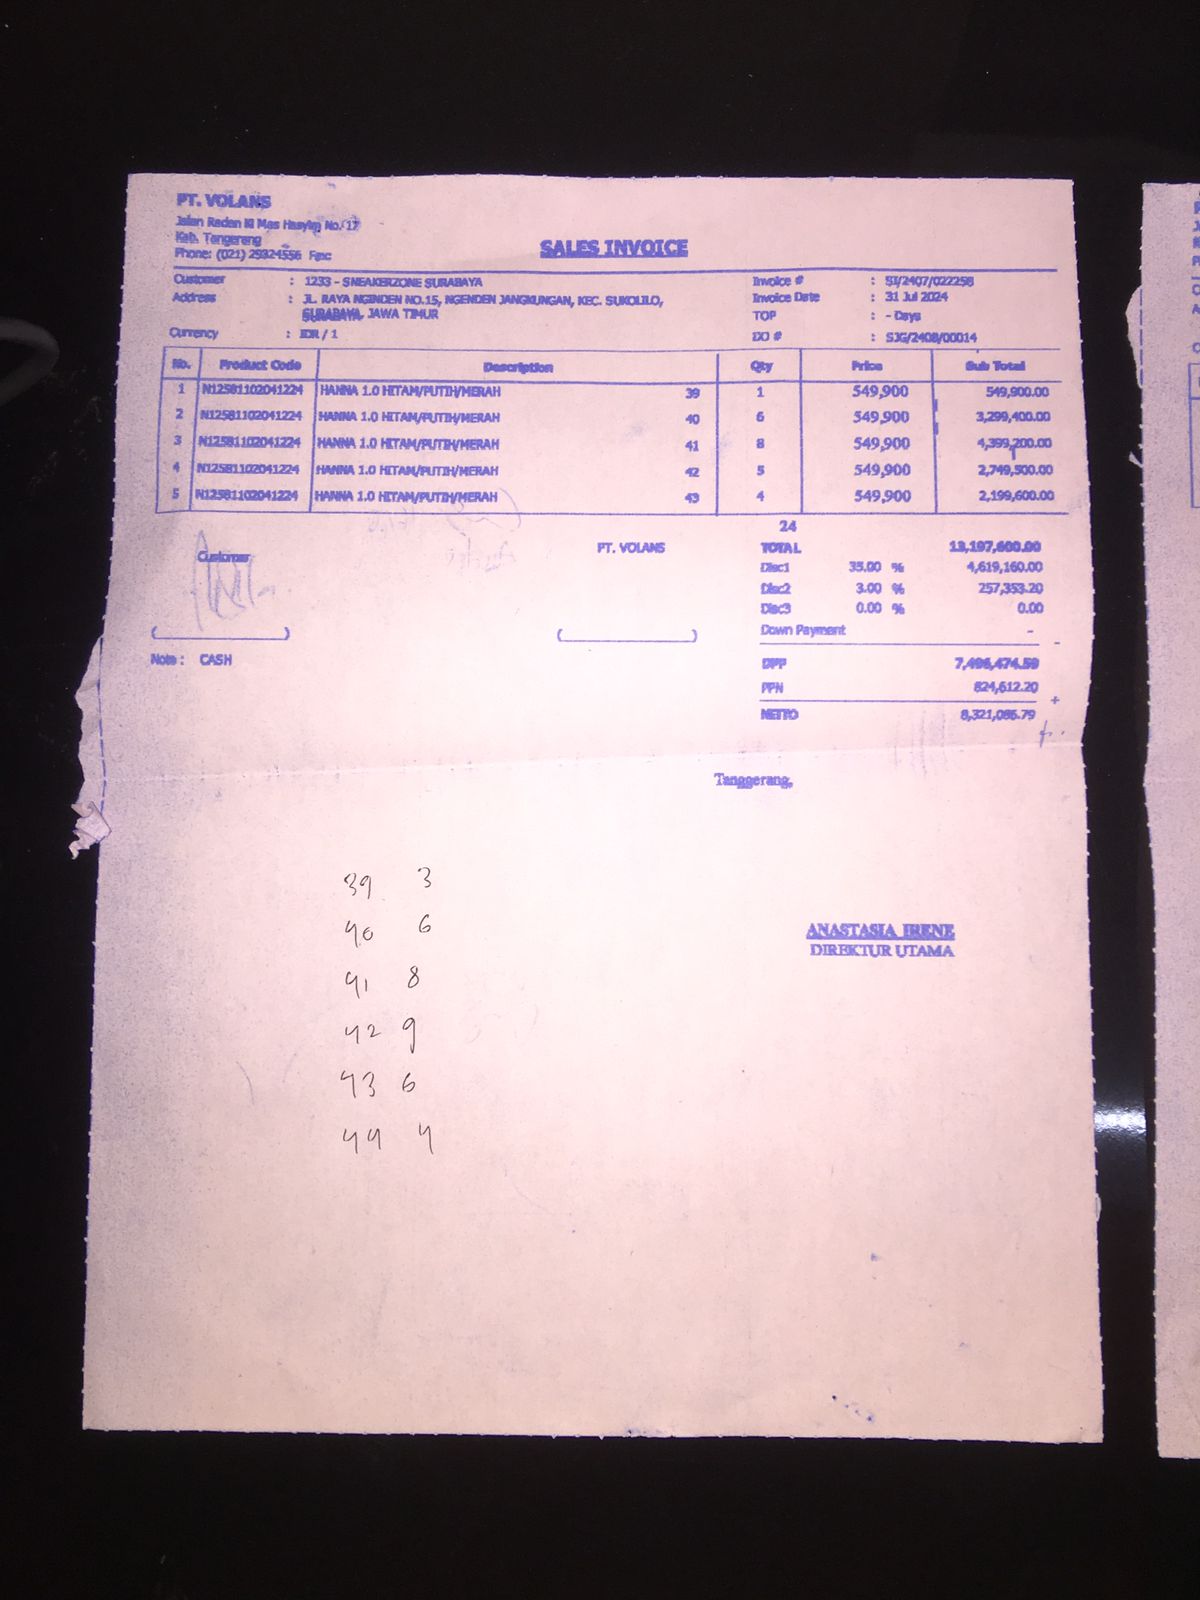 PT. VOLANS
Jalan Raden Ki Mas Hasyim No. 17
Kab. Tangerang
Phone: (021) 29324556 Fax:
SALES INVOICE
Customer : 1233 - SNEAKERZONE SURABAYA
Invoice # : SI/2407/022258
Address : JL. RAYA NGINDEN NO.15, NGENDEN JANGKUNGAN, KEC. SUKOLILO,
Invoice Date : 31 Jul 2024
SURABAYA, JAWA TIMUR
TOP : - Days
Currency : IDR / 1
DO # : SJG/2408/00014
No. Product Code Description Qty Price Sub Total
1 N12581102041224 HANNA 1.0 HITAM/PUTIH/MERAH 39 1 549,900 549,900.00
2 N12581102041224 HANNA 1.0 HITAM/PUTIH/MERAH 40 6 549,900 3,299,400.00
3 N12581102041224 HANNA 1.0 HITAM/PUTIH/MERAH 41 8 549,900 4,399,200.00
4 N12581102041224 HANNA 1.0 HITAM/PUTIH/MERAH 42 5 549,900 2,749,500.00
5 N12581102041224 HANNA 1.0 HITAM/PUTIH/MERAH 43 4 549,900 2,199,600.00
24
Customer PT. VOLANS TOTAL 13,197,600.00
Disc1 35.00 % 4,619,160.00
Disc2 3.00 % 257,353.20
Disc3 0.00 % 0.00
Down Payment -
Note : CASH
DPP 7,496,474.59
PPN 824,612.20
NETTO 8,321,086.79
Tanggerang,
39 3
40 6
41 8
42 9
43 6
44 4
ANASTASIA IRENE
DIREKTUR UTAMA